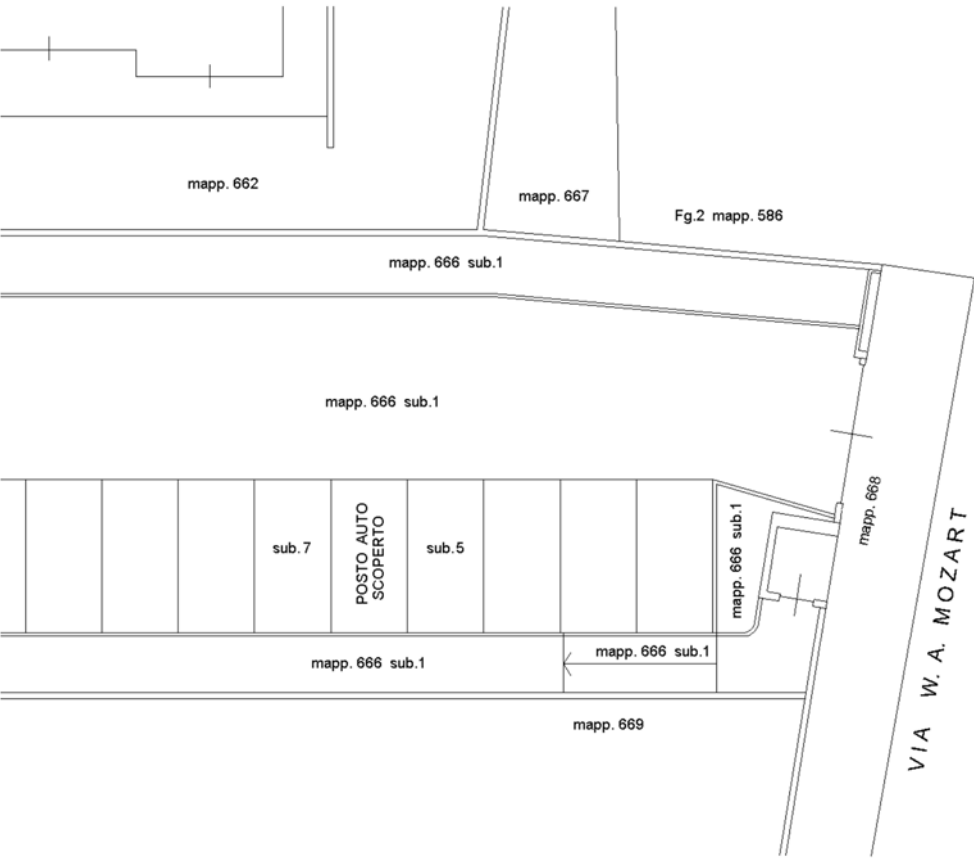 mapp. 662
mapp. 667
Fg.2 mapp. 586
mapp. 666 sub.1
mapp. 666 sub.1
mapp. 668
sub.7
POSTO AUTO
SCOPERTO
sub.5
mapp. 666 sub.1
VIA W. A. MOZART
mapp. 666 sub.1
mapp. 666 sub.1
mapp. 669